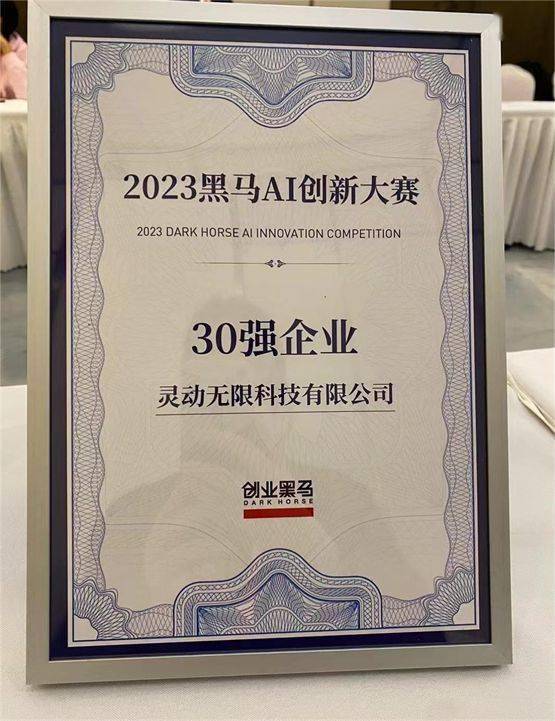 2023黑马AI创新大赛
2023 DARK HORSE AI INNOVATION COMPETITION
30强企业
灵动无限科技有限公司
创业黑马
DARK HORSE